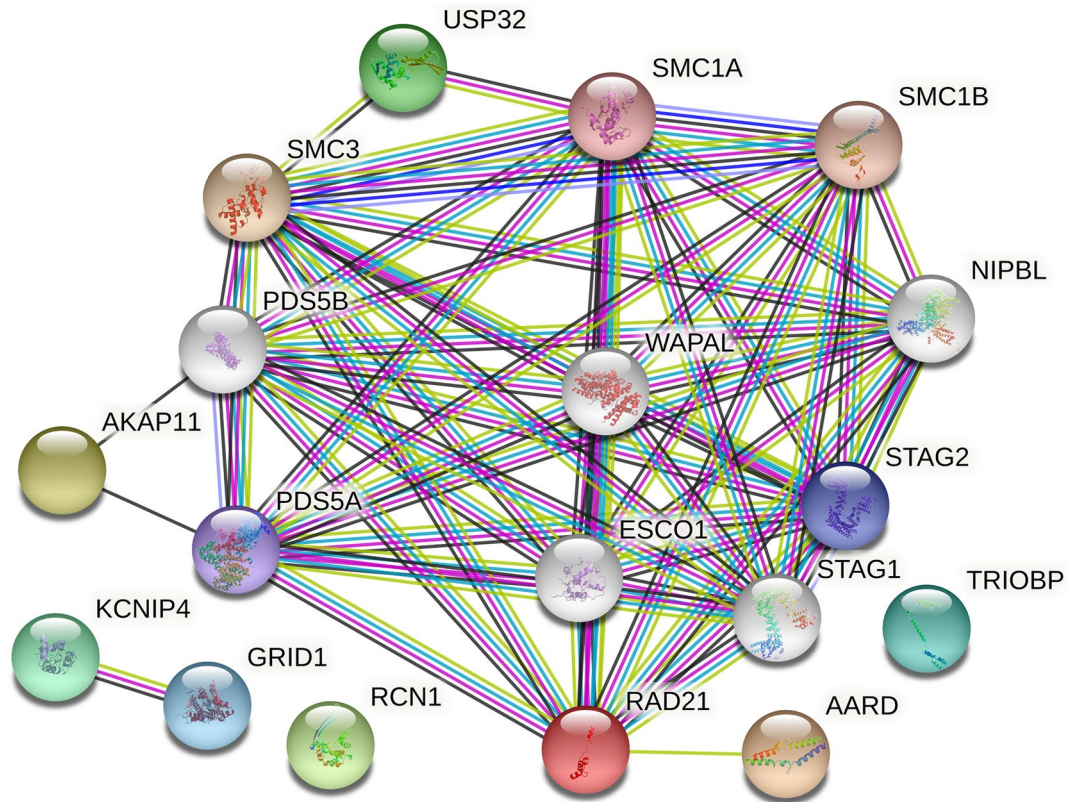 USP32
SMC1A
SMC1B
SMC3
NIPBL
PDS5B
WAPAL
AKAP11
STAG2
PDS5A
ESCO1
STAG1
TRIOBP
KCNIP4
GRID1
RCN1
RAD21
AARD